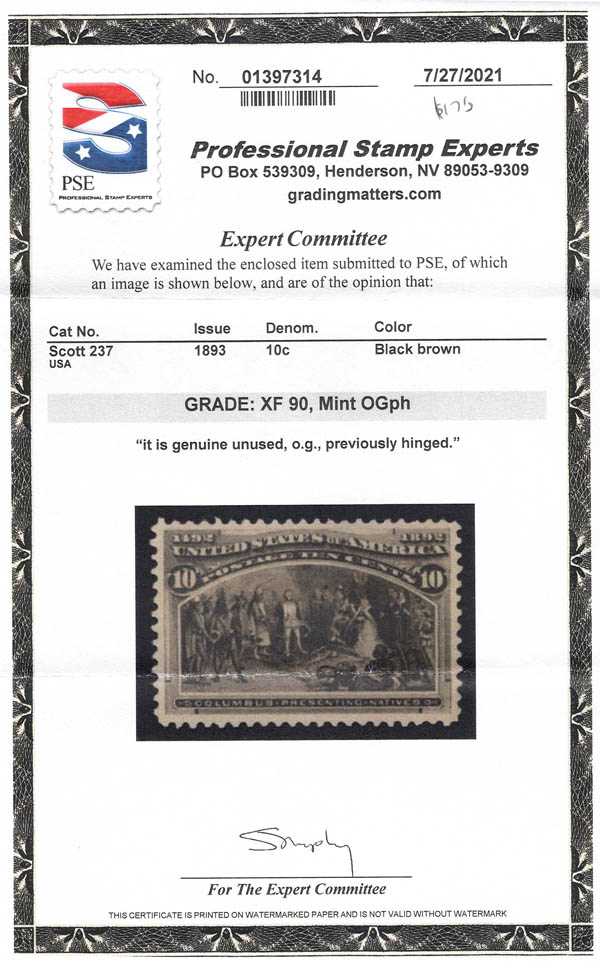 No. 01397314
7/27/2021
$175
PSE
PROFESSIONAL STAMP EXPERTS
Professional Stamp Experts
PO Box 539309, Henderson, NV 89053-9309
gradingmatters.com
Expert Committee
We have examined the enclosed item submitted to PSE, of which
an image is shown below, and are of the opinion that:
Cat No. Issue Denom. Color
Scott 237 1893 10c Black brown
USA
GRADE: XF 90, Mint OGph
“it is genuine unused, o.g., previously hinged.”
1492 1892
UNITED STATES OF AMERICA
POSTAGE TEN CENTS
10 10
COLUMBUS PRESENTING NATIVES
For The Expert Committee
THIS CERTIFICATE IS PRINTED ON WATERMARKED PAPER AND IS NOT VALID WITHOUT WATERMARK